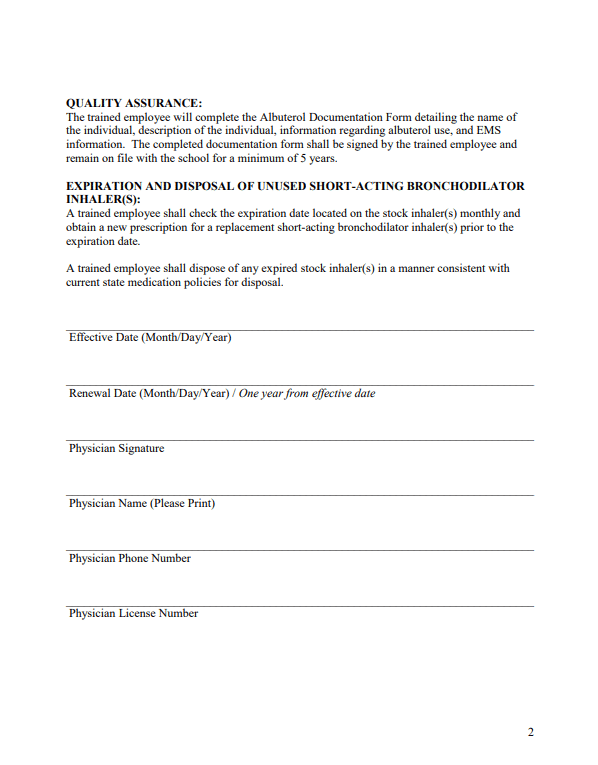 QUALITY ASSURANCE:
The trained employee will complete the Albuterol Documentation Form detailing the name of
the individual, description of the individual, information regarding albuterol use, and EMS
information.  The completed documentation form shall be signed by the trained employee and
remain on file with the school for a minimum of 5 years.
EXPIRATION AND DISPOSAL OF UNUSED SHORT-ACTING BRONCHODILATOR
INHALER(S):
A trained employee shall check the expiration date located on the stock inhaler(s) monthly and
obtain a new prescription for a replacement short-acting bronchodilator inhaler(s) prior to the
expiration date.
A trained employee shall dispose of any expired stock inhaler(s) in a manner consistent with
current state medication policies for disposal.
Effective Date (Month/Day/Year)
Renewal Date (Month/Day/Year) / One year from effective date
Physician Signature
Physician Name (Please Print)
Physician Phone Number
Physician License Number
2